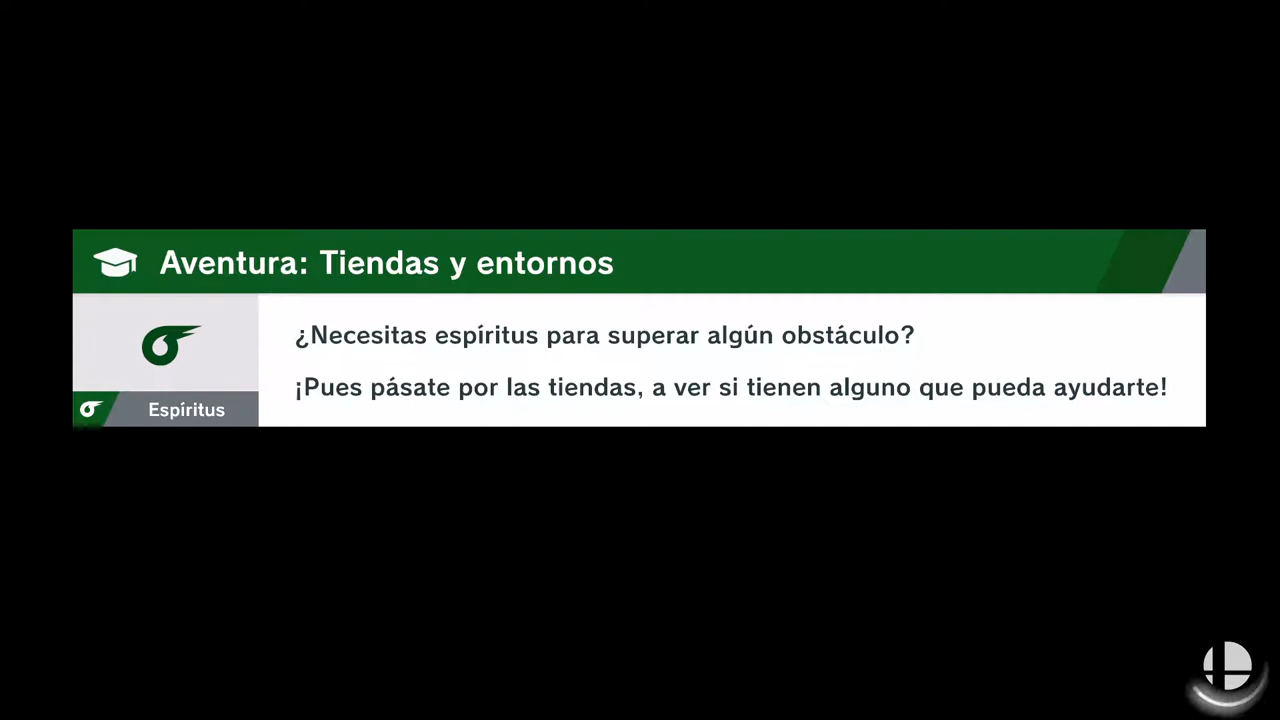 Aventura: Tiendas y entornos
¿Necesitas espíritus para superar algún obstáculo?
¡Pues pásate por las tiendas, a ver si tienen alguno que pueda ayudarte!
Espíritus